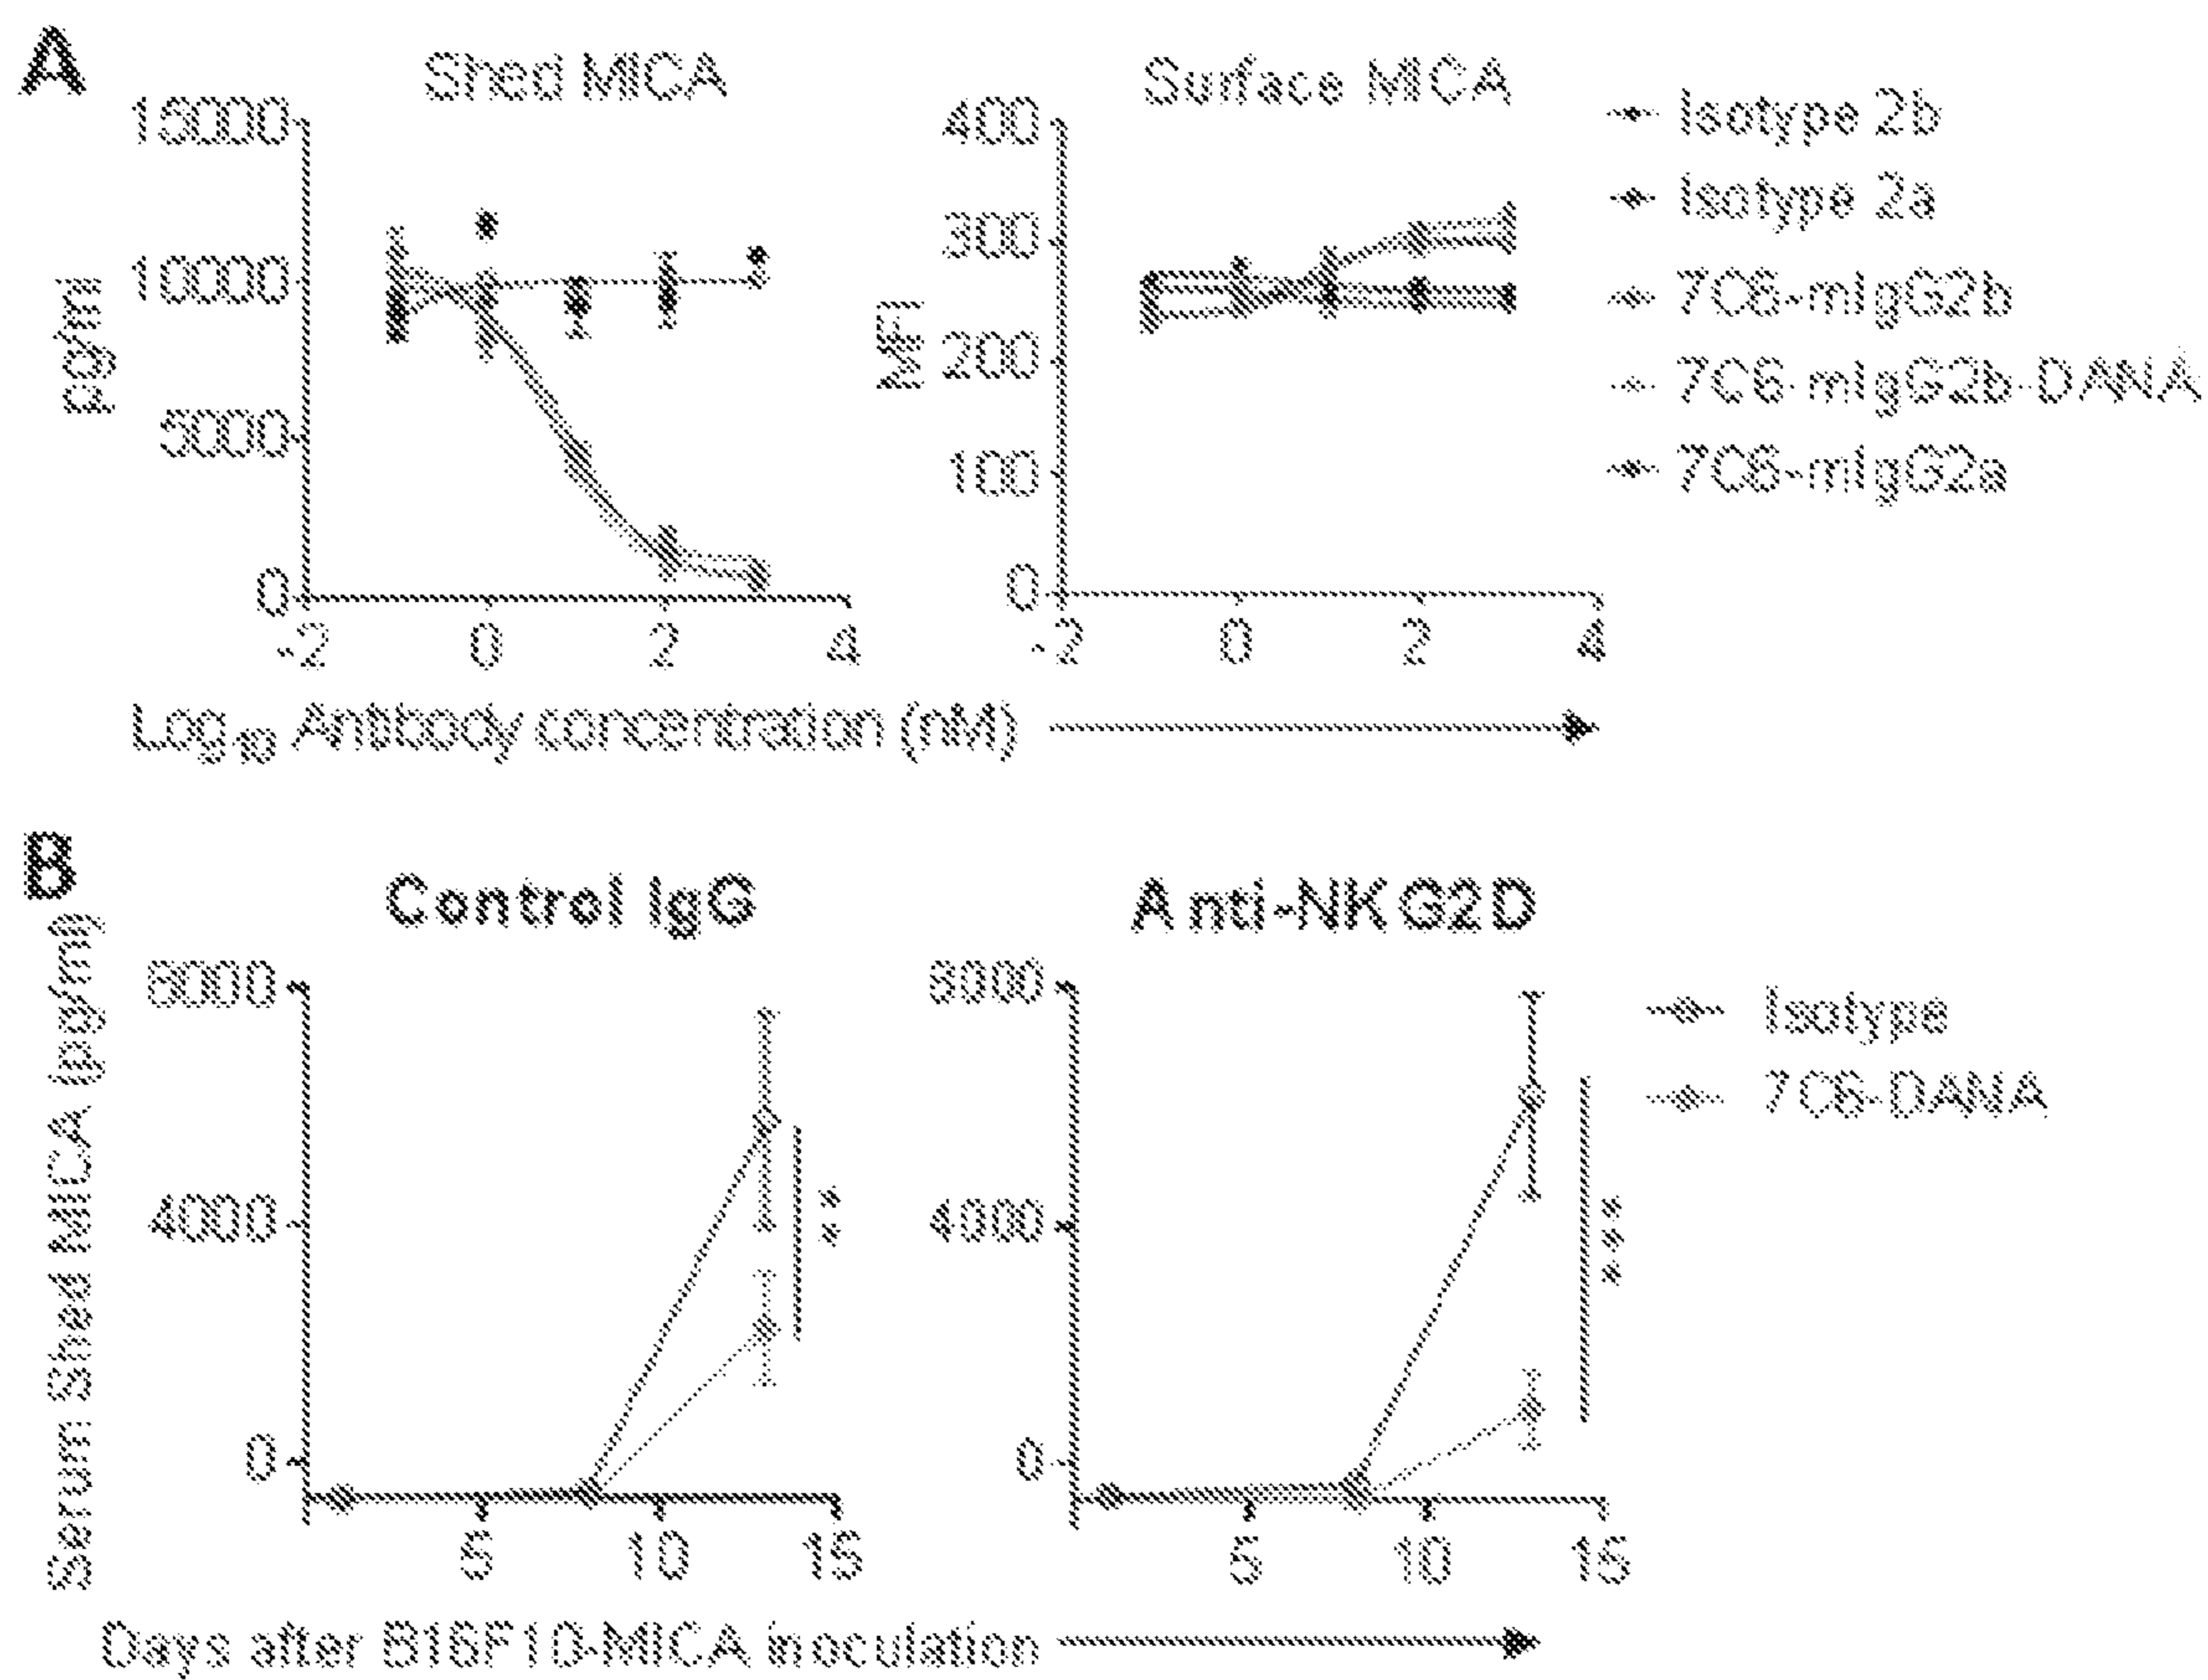 A
Shed MICA
Surface MICA
15000
10000
5000
0
pg/ml
-2 0 2 4
400
300
200
100
0
MFI
-2 0 2 4
Isotype 2b
Isotype 2a
7C6-mIgG2b
7C6-mIgG2b-DANA
7C6-mIgG2a
Log10 Antibody concentration (nM)
B
Control IgG
Anti-NKG2D
Serum Shed MICA (pg/ml)
8000
4000
0
5 10 15
**
8000
4000
0
5 10 15
***
Isotype
7C6-DANA
Days after B16F10-MICA inoculation